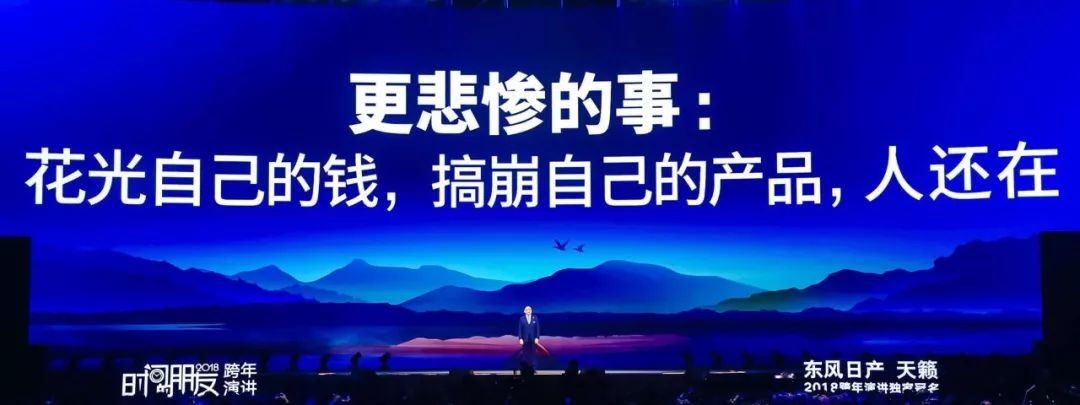 更悲惨的事：
花光自己的钱，搞崩自己的产品，人还在
时间的朋友 2018 跨年
演讲
东风日产 天籁
2018跨年演讲独家冠名